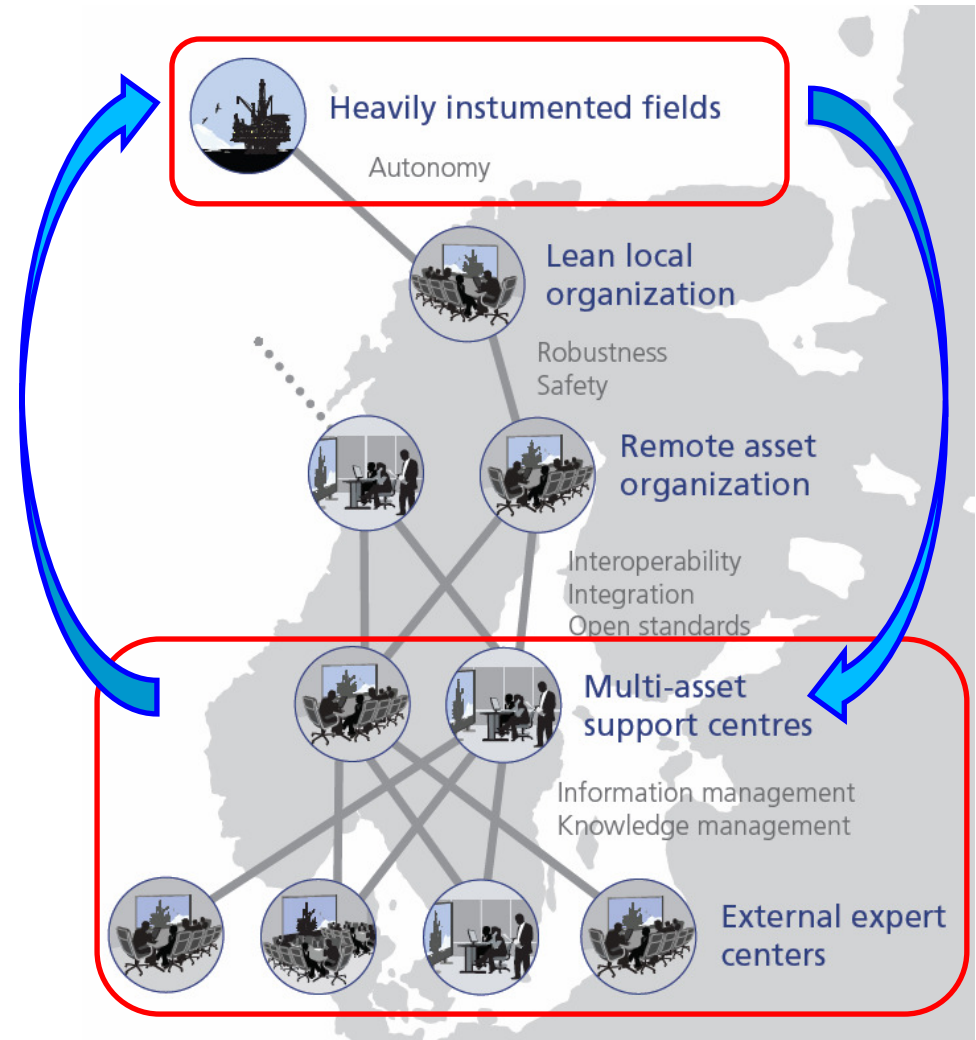 Heavily instumented fields
Autonomy
Lean local
organization
Robustness
Safety
Remote asset
organization
Interoperability
Integration
Open standards
Multi-asset
support centres
Information management
Knowledge management
External expert
centers